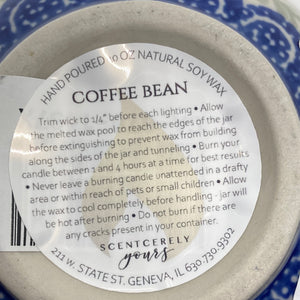 HAND POURED 10 OZ NATURAL SOY WAX
COFFEE BEAN
Trim wick to 1/4" before each lighting • Allow
the melted wax pool to reach the edges of the jar
before extinguishing to prevent wax from building
along the sides of the jar and tunneling • Burn your
candle between 1 and 4 hours at a time for best results
• Never leave a burning candle unattended in a drafty
area or within reach of pets or small children • Allow
the wax to cool completely before handling - jar will
be hot after burning • Do not burn if there are
any cracks present in your container.
SCENTCERELY
yours
211 W. STATE ST. GENEVA, IL 630.730.9302